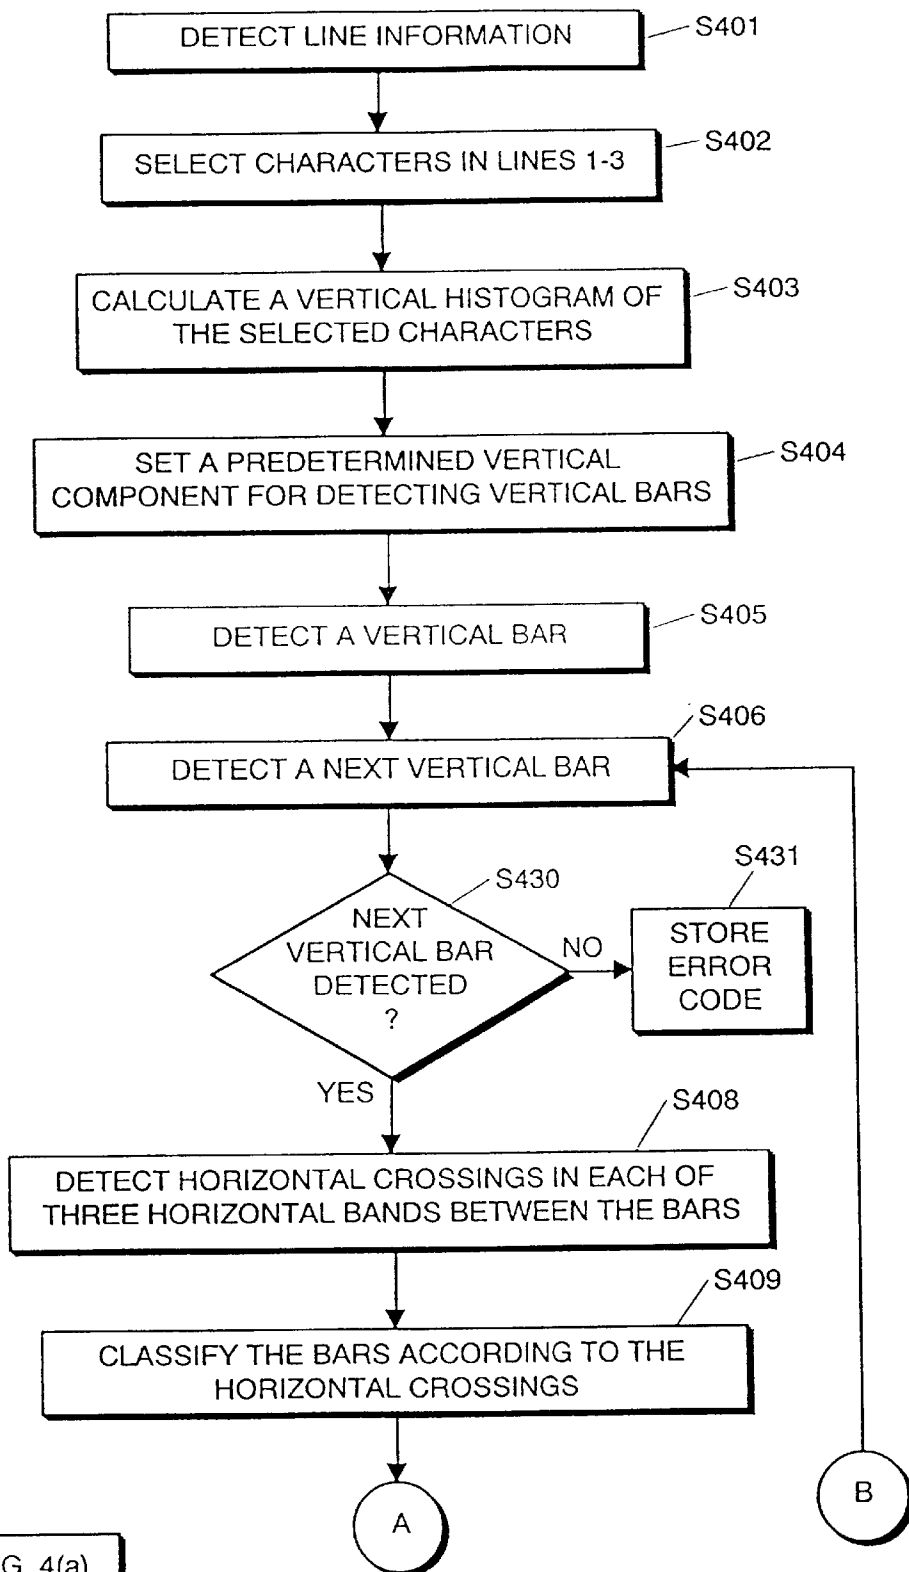 DETECT LINE INFORMATION
S401
SELECT CHARACTERS IN LINES 1-3
S402
CALCULATE A VERTICAL HISTOGRAM OF
THE SELECTED CHARACTERS
S403
SET A PREDETERMINED VERTICAL
COMPONENT FOR DETECTING VERTICAL BARS
S404
DETECT A VERTICAL BAR
S405
DETECT A NEXT VERTICAL BAR
S406
NEXT
VERTICAL BAR
DETECTED
?
S430
NO
STORE
ERROR
CODE
S431
YES
DETECT HORIZONTAL CROSSINGS IN EACH OF
THREE HORIZONTAL BANDS BETWEEN THE BARS
S408
CLASSIFY THE BARS ACCORDING TO THE
HORIZONTAL CROSSINGS
S409
A
B
G. 4(a)